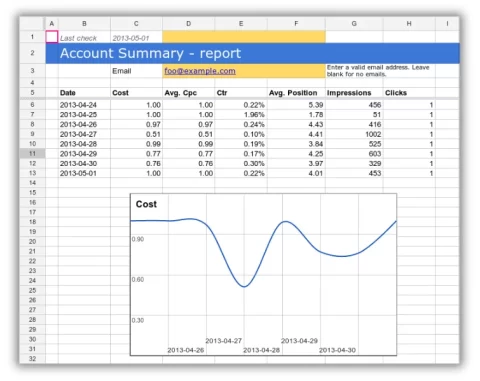 A B C D E F G H I
1 Last check 2013-05-01
2 Account Summary - report
3 Email foo@example.com Enter a valid email address. Leave
blank for no emails.
4
5 Date Cost Avg. Cpc Ctr Avg. Position Impressions Clicks
6 2013-04-24 1.00 1.00 0.22% 5.39 456 1
7 2013-04-25 1.00 1.00 1.96% 1.78 51 1
8 2013-04-26 0.97 0.97 0.24% 4.43 416 1
9 2013-04-27 0.51 0.51 0.10% 4.41 1002 1
10 2013-04-28 0.99 0.99 0.19% 3.84 525 1
11 2013-04-29 0.77 0.77 0.17% 4.25 603 1
12 2013-04-30 0.76 0.76 0.30% 3.97 329 1
13 2013-05-01 1.00 1.00 0.22% 4.01 453 1
14
15
16 Cost
17
18
19
20 0.90
21
22
23
24 0.60
25
26
27
28 0.30
29
30 2013-04-27 2013-04-29
31 2013-04-26 2013-04-28 2013-04-30
32